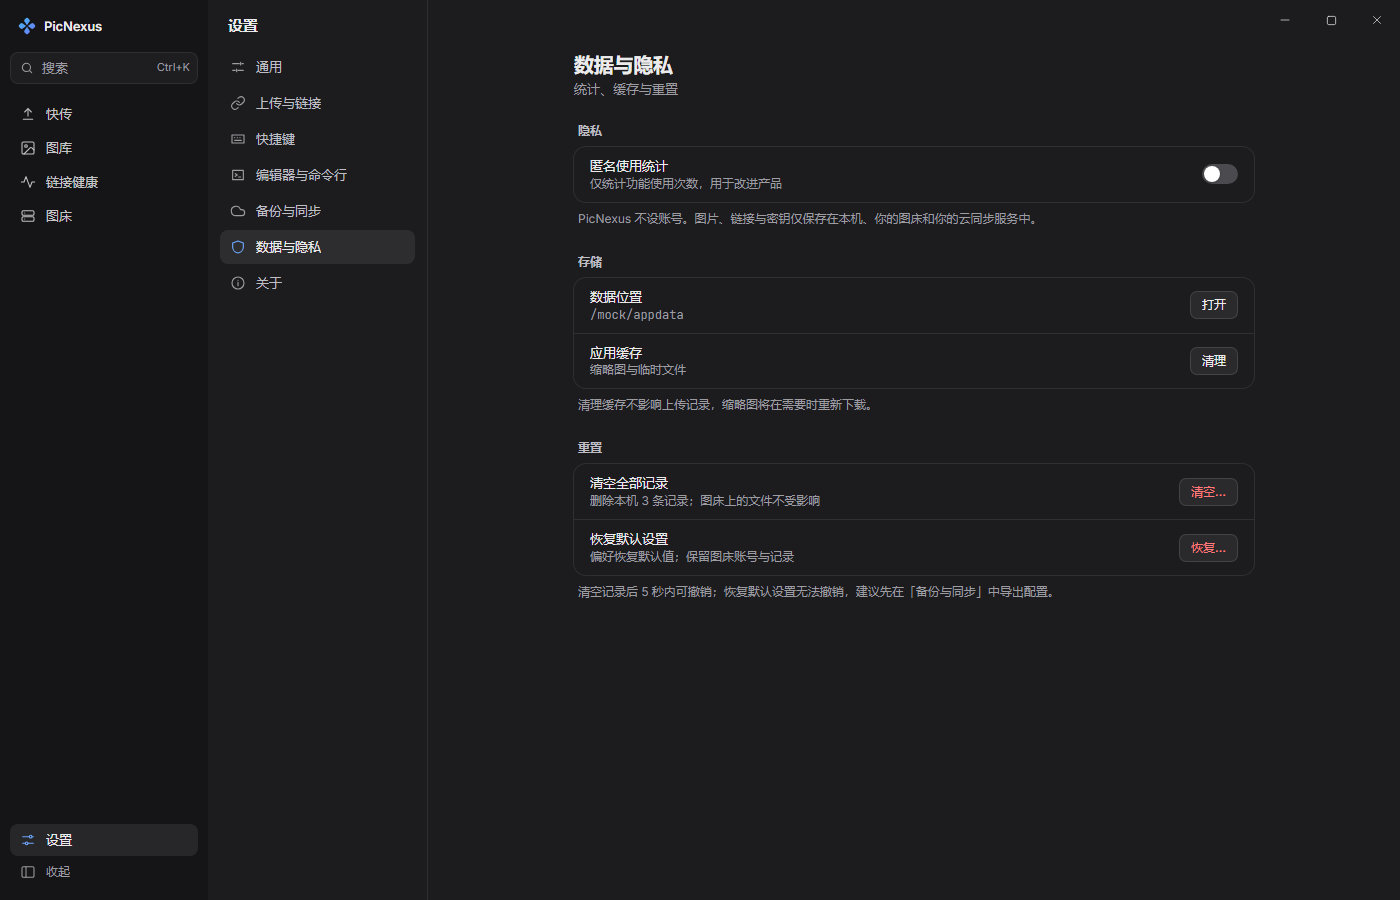 PicNexus
搜索 Ctrl+K
快传
图库
链接健康
图床
设置
收起
设置
通用
上传与链接
快捷键
编辑器与命令行
备份与同步
数据与隐私
关于
数据与隐私
统计、缓存与重置
隐私
匿名使用统计
仅统计功能使用次数，用于改进产品
PicNexus 不设账号。图片、链接与密钥仅保存在本机、你的图床和你的云同步服务中。
存储
数据位置
/mock/appdata
打开
应用缓存
缩略图与临时文件
清理
清理缓存不影响上传记录，缩略图将在需要时重新下载。
重置
清空全部记录
删除本机 3 条记录；图床上的文件不受影响
清空...
恢复默认设置
偏好恢复默认值；保留图床账号与记录
恢复...
清空记录后 5 秒内可撤销；恢复默认设置无法撤销，建议先在「备份与同步」中导出配置。